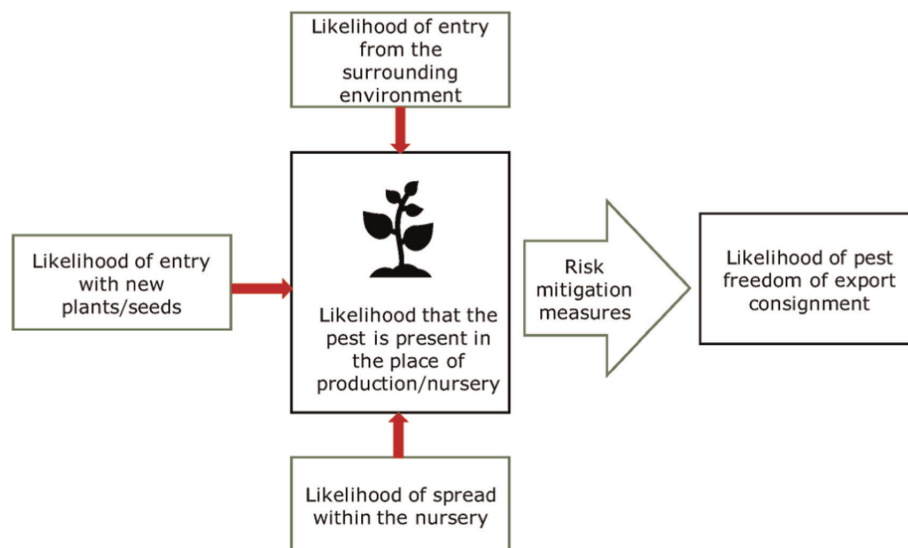 Likelihood of entry
from the
surrounding
environment
Likelihood of entry
with new
plants/seeds
Likelihood that the
pest is present in
the place of
production/nursery
Risk
mitigation
measures
Likelihood of pest
freedom of export
consignment
Likelihood of spread
within the nursery